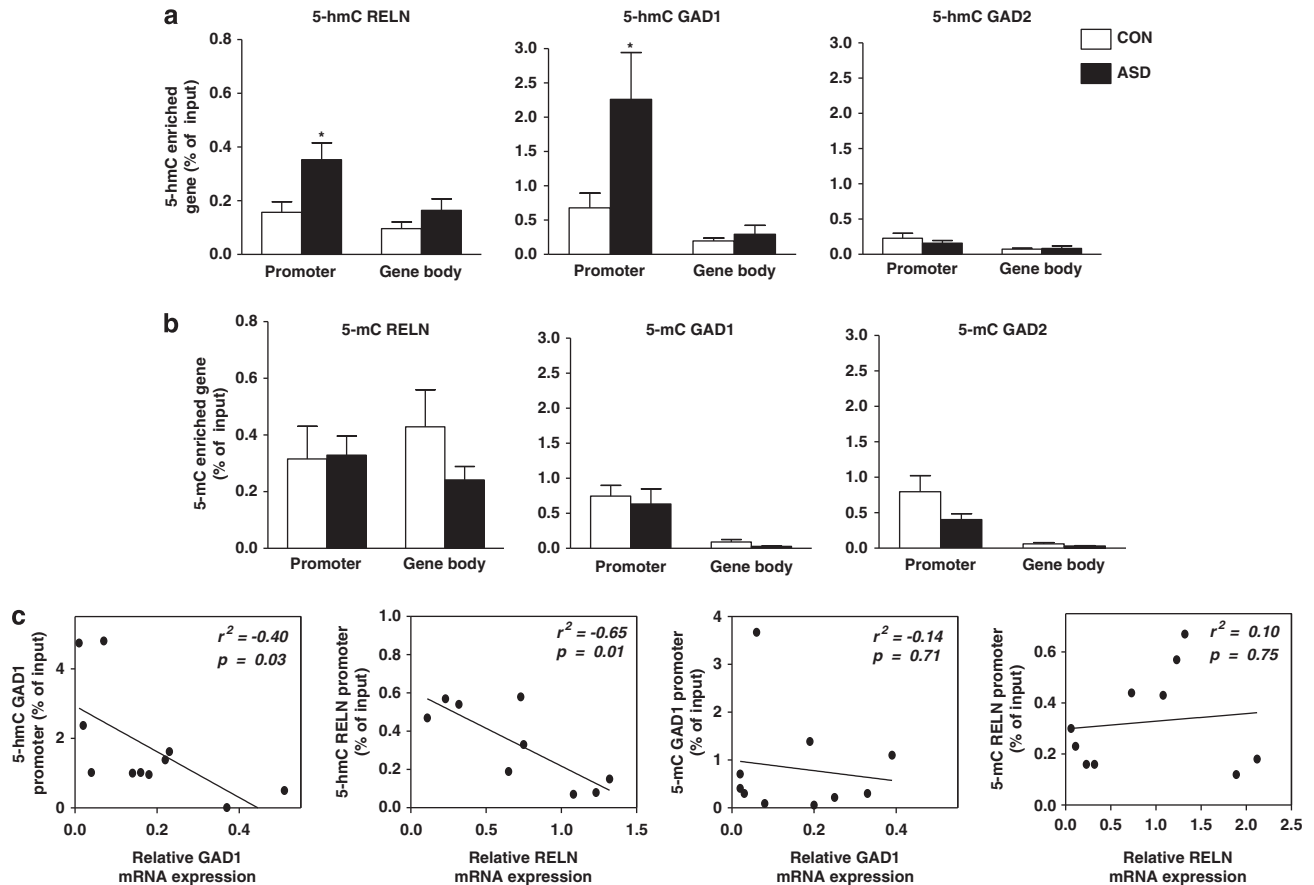 a
5-hmC RELN
5-hmC GAD1
5-hmC GAD2
CON
ASD
5-hmC enriched
gene (% of input)
0.8
0.6
0.4
0.2
0.0
*
Promoter
Gene body
3.0
2.5
2.0
1.5
1.0
0.5
0.0
*
Promoter
Gene body
3.0
2.5
2.0
1.5
1.0
0.5
0.0
Promoter
Gene body
b
5-mC RELN
5-mC GAD1
5-mC GAD2
5-mC enriched gene
(% of input)
0.8
0.6
0.4
0.2
0.0
Promoter
Gene body
3.0
2.5
2.0
1.5
1.0
0.5
0.0
Promoter
Gene body
3.0
2.5
2.0
1.5
1.0
0.5
0.0
Promoter
Gene body
c
5-hmC GAD1
promoter (% of input)
4
2
0
r² = -0.40
p = 0.03
0.0 0.2 0.4
Relative GAD1
mRNA expression
5-hmC RELN promoter
(% of input)
1.0
0.8
0.6
0.4
0.2
0.0
r² = -0.65
p = 0.01
0.0 0.5 1.0 1.5
Relative RELN
mRNA expression
5-mC GAD1 promoter
(% of input)
4
3
2
1
0
r² = -0.14
p = 0.71
0.0 0.2 0.4
Relative GAD1
mRNA expression
5-mC RELN promoter
(% of input)
0.6
0.4
0.2
0.0
r² = 0.10
p = 0.75
0.0 0.5 1.0 1.5 2.0 2.5
Relative RELN
mRNA expression